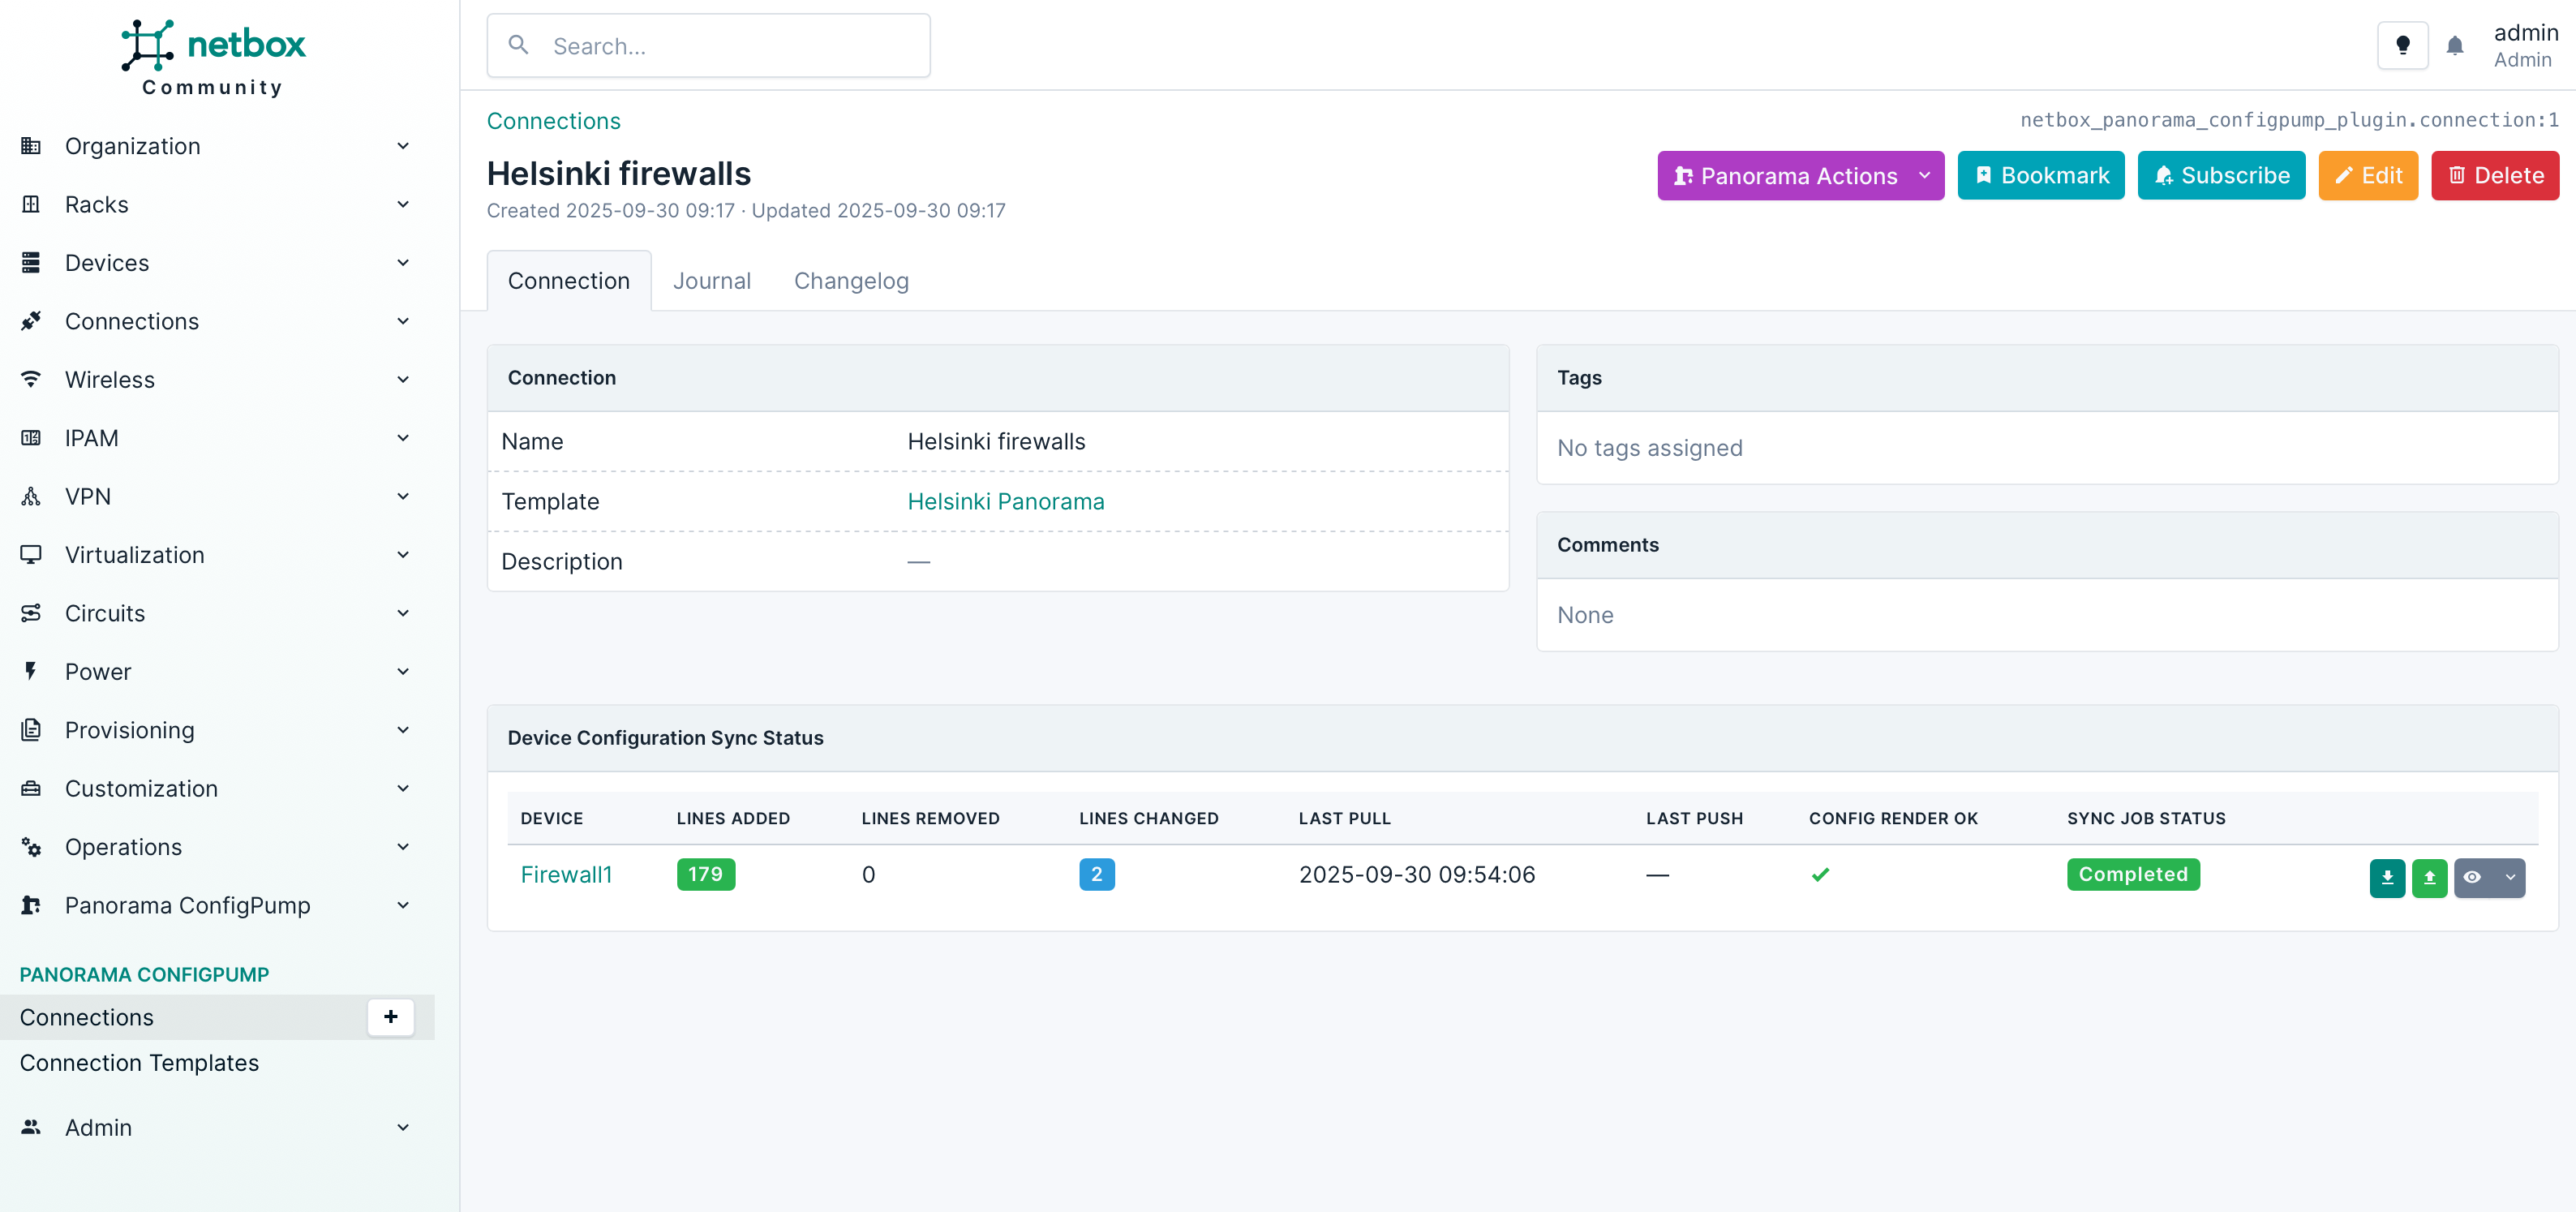 netbox
Community
Organization
Racks
Devices
Connections
Wireless
IPAM
VPN
Virtualization
Circuits
Power
Provisioning
Customization
Operations
Panorama ConfigPump
PANORAMA CONFIGPUMP
Connections
+
Connection Templates
Admin
Search...
admin
Admin
Connections
netbox_panorama_configpump_plugin.connection:1
Helsinki firewalls
Created 2025-09-30 09:17 · Updated 2025-09-30 09:17
Panorama Actions
Bookmark
Subscribe
Edit
Delete
Connection Journal Changelog
Connection
Name Helsinki firewalls
Template Helsinki Panorama
Description —
Tags
No tags assigned
Comments
None
Device Configuration Sync Status
DEVICE LINES ADDED LINES REMOVED LINES CHANGED LAST PULL LAST PUSH CONFIG RENDER OK SYNC JOB STATUS
Firewall1 179 0 2 2025-09-30 09:54:06 — ✔ Completed